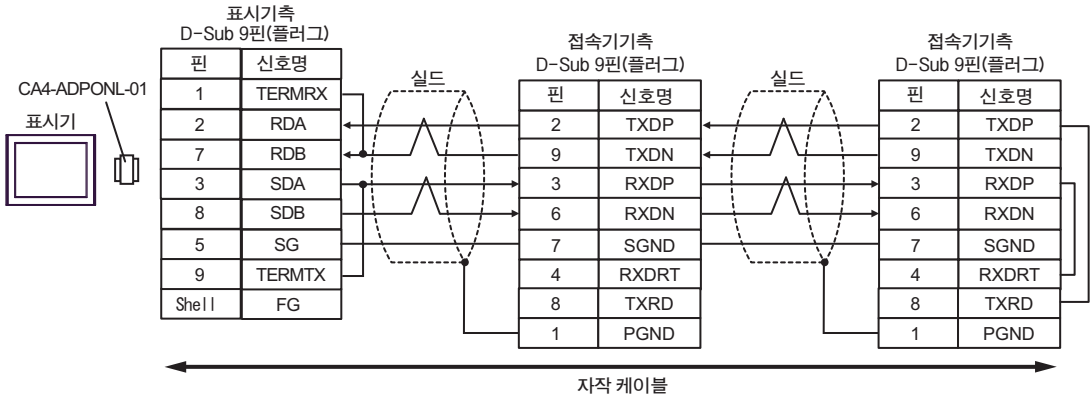 표시기측
D-Sub 9핀(플러그)
핀 신호명
1 TERMRX
2 RDA
7 RDB
3 SDA
8 SDB
5 SG
9 TERMTX
Shell FG
CA4-ADPONL-01
표시기
실드
접속기기측
D-Sub 9핀(플러그)
핀 신호명
2 TXDP
9 TXDN
3 RXDP
6 RXDN
7 SGND
4 RXDRT
8 TXRD
1 PGND
실드
접속기기측
D-Sub 9핀(플러그)
핀 신호명
2 TXDP
9 TXDN
3 RXDP
6 RXDN
7 SGND
4 RXDRT
8 TXRD
1 PGND
자작 케이블